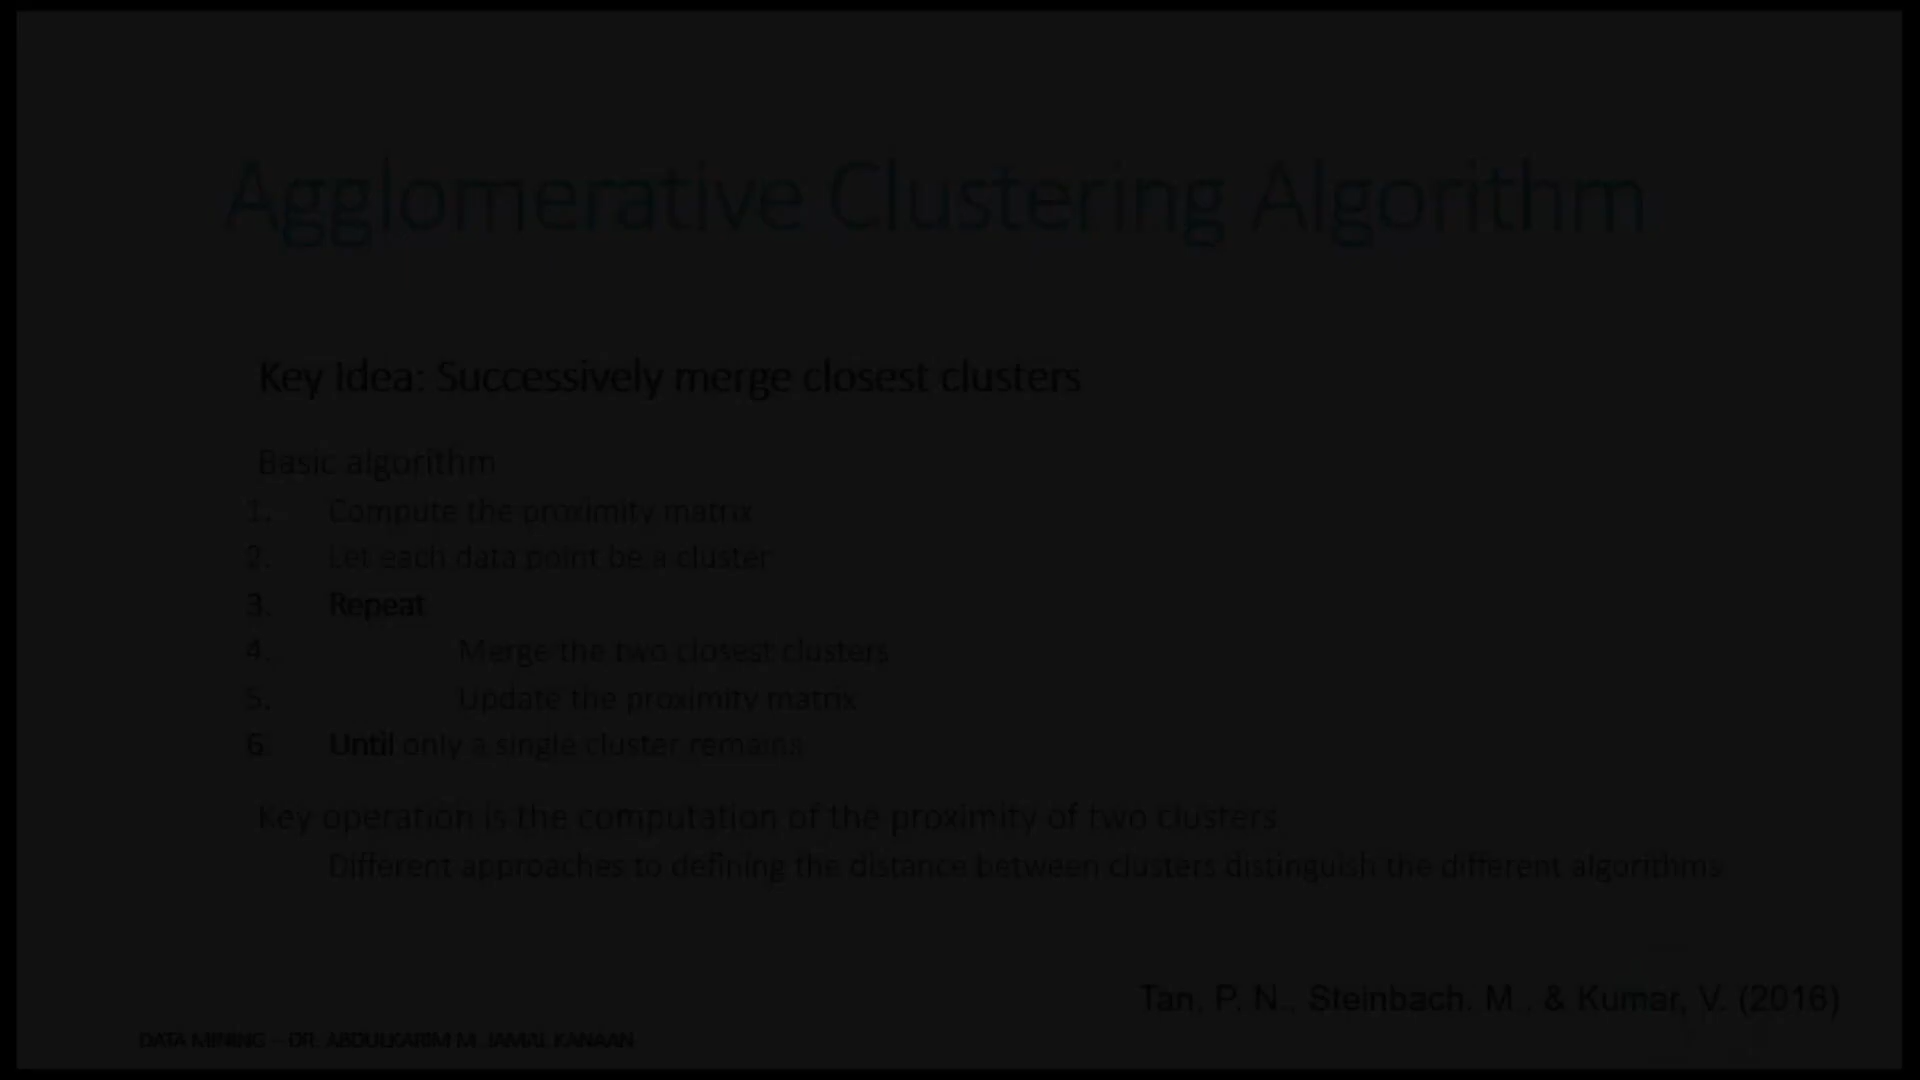 Agglomerative Clustering Algorithm
Key Idea: Successively merge closest clusters
Basic algorithm
1. Compute the proximity matrix
2. Let each data point be a cluster
3. Repeat
4. Merge the two closest clusters
5. Update the proximity matrix
6. Until only a single cluster remains
Key operation is the computation of the proximity of two clusters
Different approaches to defining the distance between clusters distinguish the different algorithms
Tan, P. N., Steinbach, M., & Kumar, V. (2016)
DATA MINING – DR. ABDULKARIM M. JAMAL KANAAN